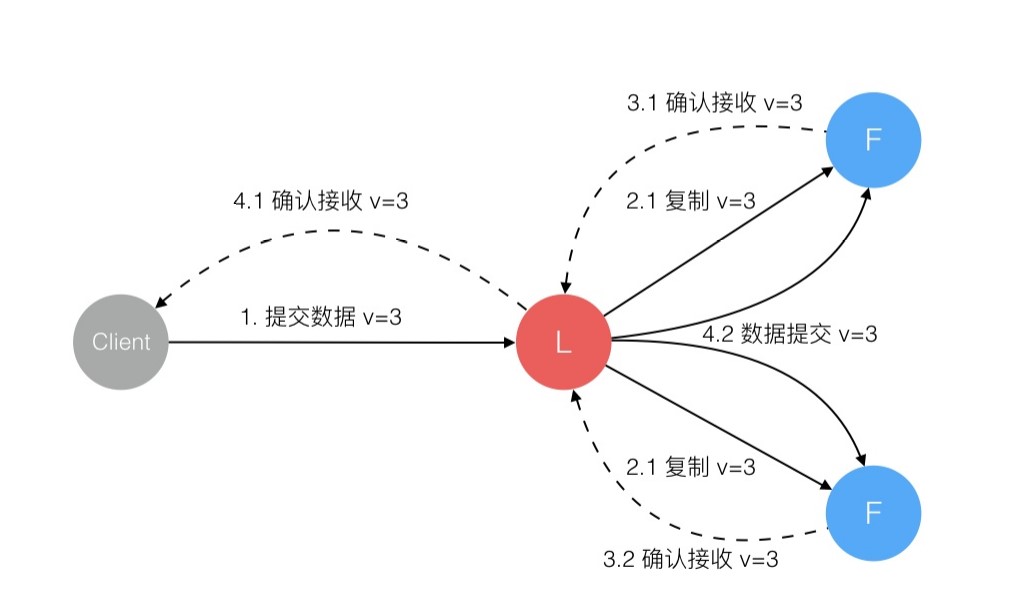 3.1 确认接收 v=3
F
4.1 确认接收 v=3
2.1 复制 v=3
1. 提交数据 v=3
Client
L
4.2 数据提交 v=3
2.1 复制 v=3
F
3.2 确认接收 v=3